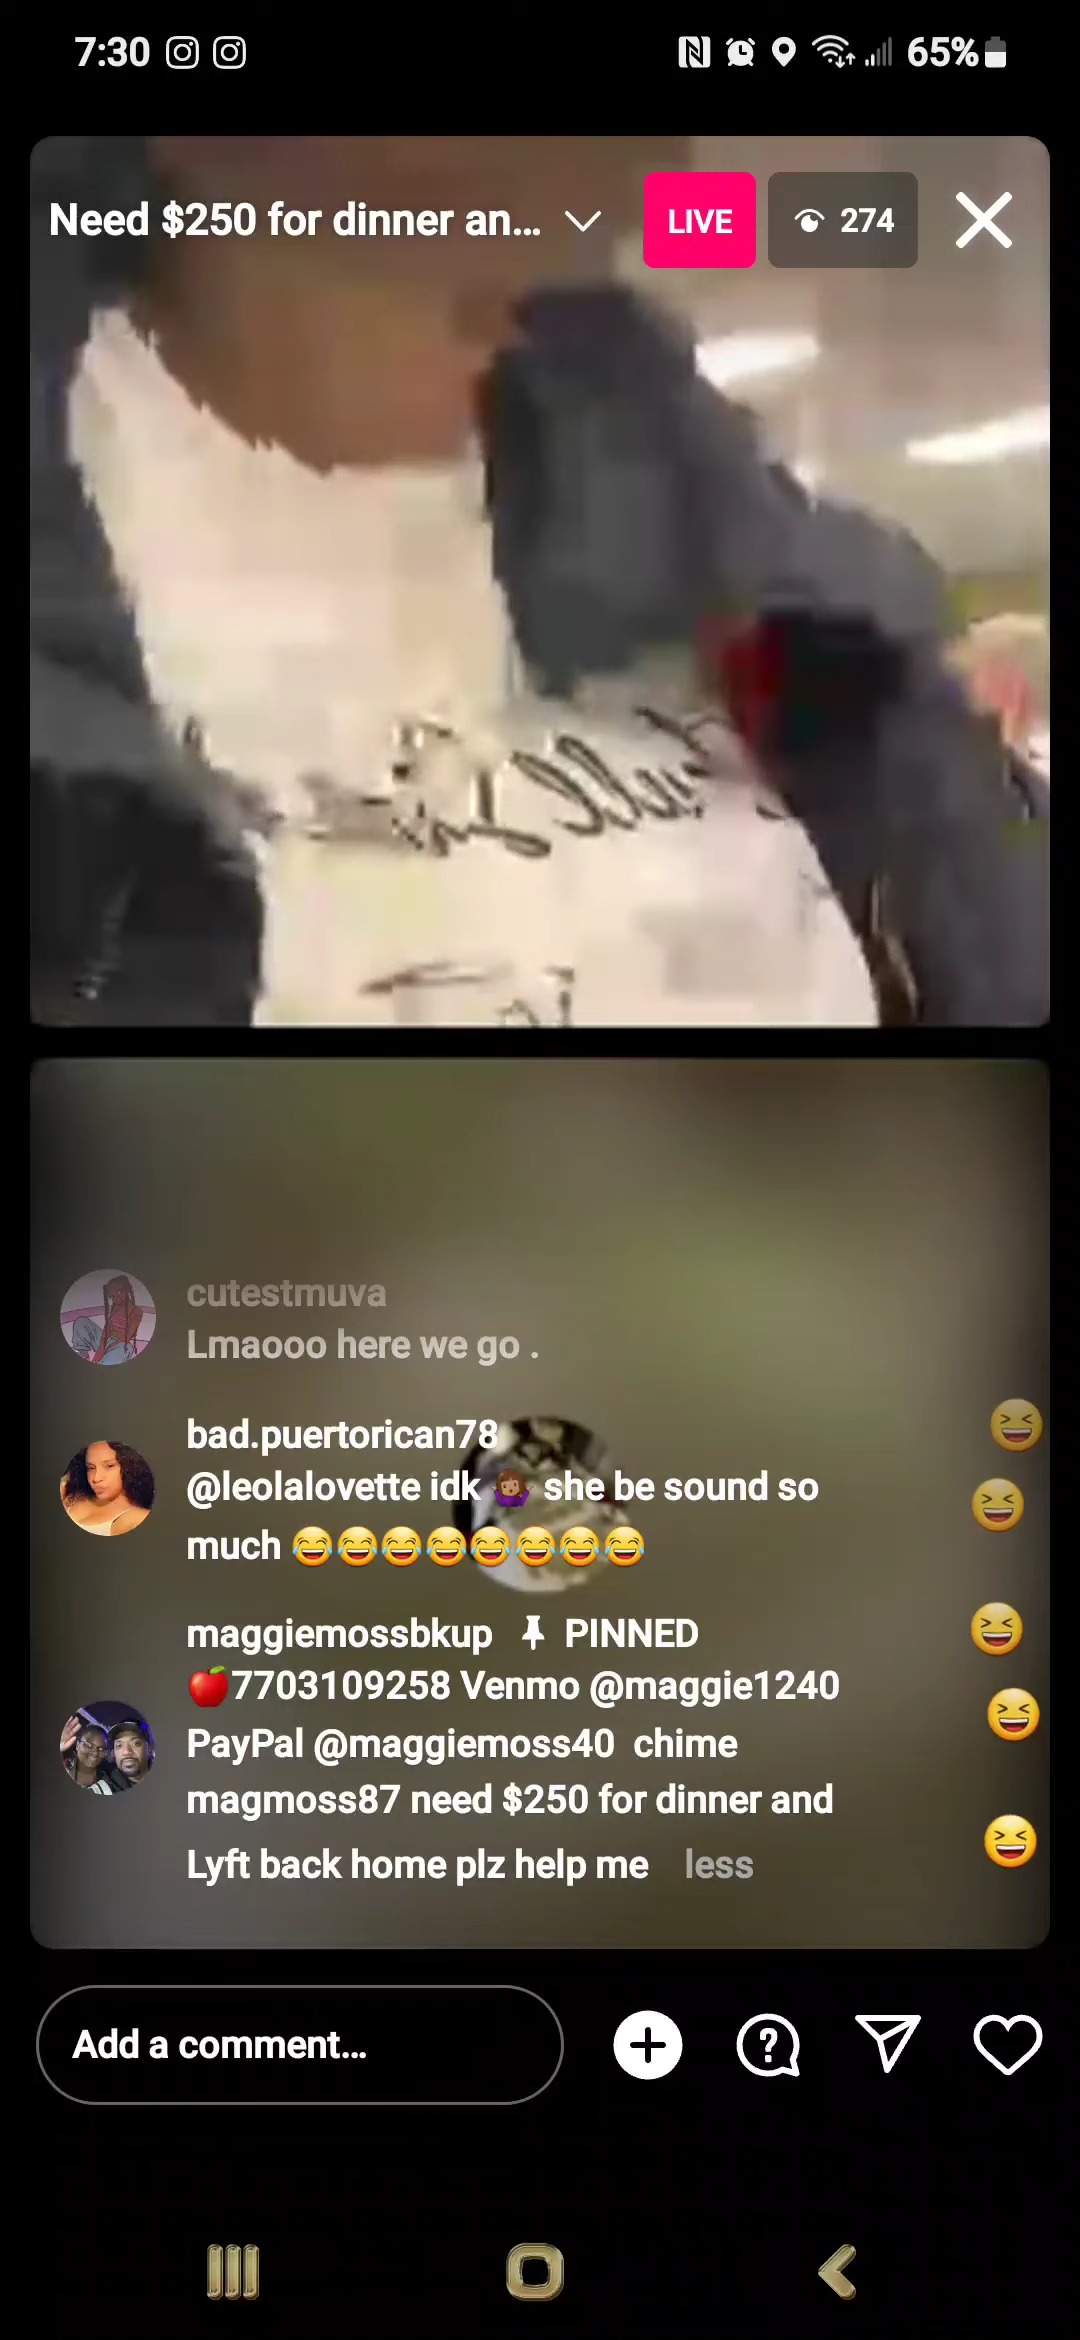 7:30
65%
Need $250 for dinner an...
LIVE
274
cutestmuva
Lmaooo here we go .
bad.puertorican78
@leolalovette idk 🤷🏽‍♀️ she be sound so
much 😂😂😂😂😂😂😂😂
maggiemossbkup 📌 PINNED
🍎7703109258 Venmo @maggie1240
PayPal @maggiemoss40 chime
magmoss87 need $250 for dinner and
Lyft back home plz help me less
Add a comment...